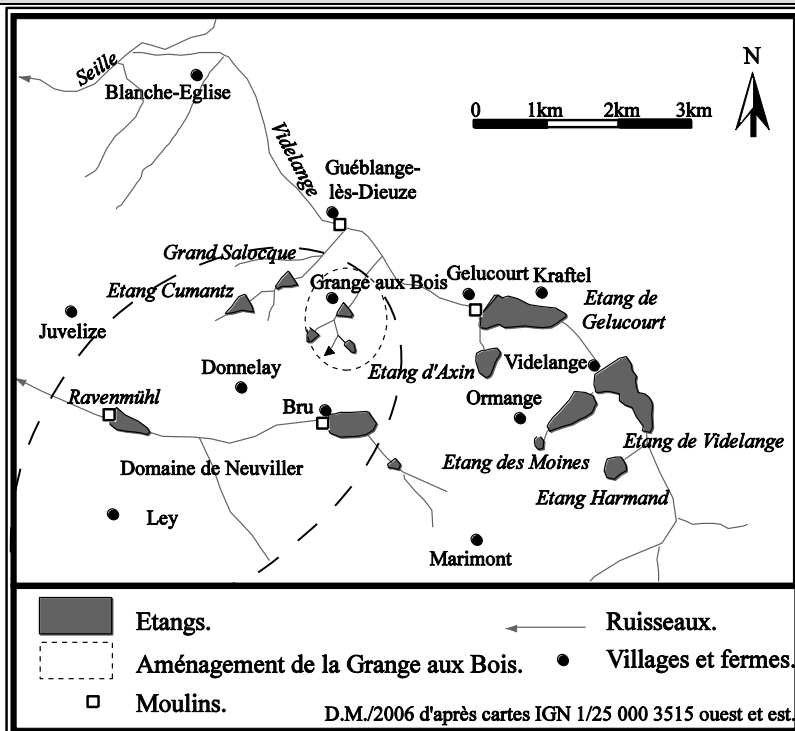 Seille
Blanche-Eglise
0 1km 2km 3km
N
Videlange
Guéblange-
lès-Dieuze
Grand Salocque
Etang Cumantz
Grange aux Bois
Gelucourt
Kraftel
Etang de
Gelucourt
Juvelize
Donnelay
Etang d'Axin
Videlange
Ravenmühl
Bru
Ormange
Etang de Videlange
Etang des Moines
Domaine de Neuviller
Etang Harmand
Ley
Marimont
Etangs.
Ruisseaux.
Aménagement de la Grange aux Bois.
Villages et fermes.
Moulins.
D.M./2006 d'après cartes IGN 1/25 000 3515 ouest et est.